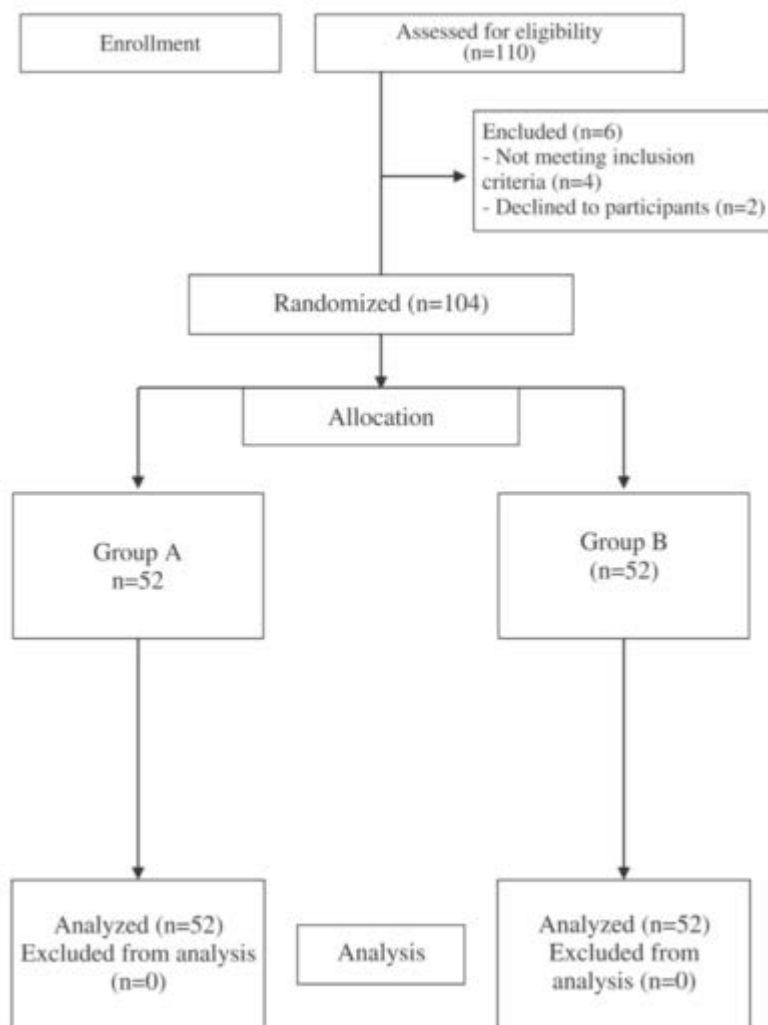 Enrollment
Assessed for eligibility
(n=110)
Encluded (n=6)
- Not meeting inclusion
criteria (n=4)
- Declined to participants (n=2)
Randomized (n=104)
Allocation
Group A
n=52
Group B
(n=52)
Analyzed (n=52)
Excluded from analysis
(n=0)
Analysis
Analyzed (n=52)
Excluded from
analysis (n=0)